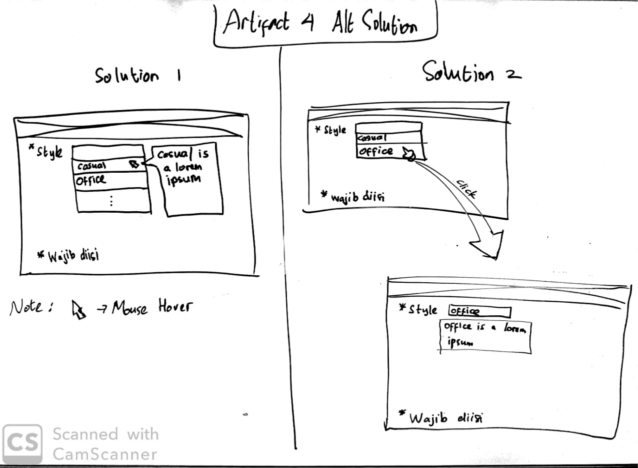 Artifact 4 Alt Solution
Solution 1
*Style
Casual
Office
Casual is
a lorem
ipsum
* Wajib diisi
Note: → Mouse Hover
Solution 2
*Style
Casual
Office
click
* Wajib diisi
*Style Office
Office is a lorem
ipsum
* Wajib diisi
CS Scanned with
CamScanner